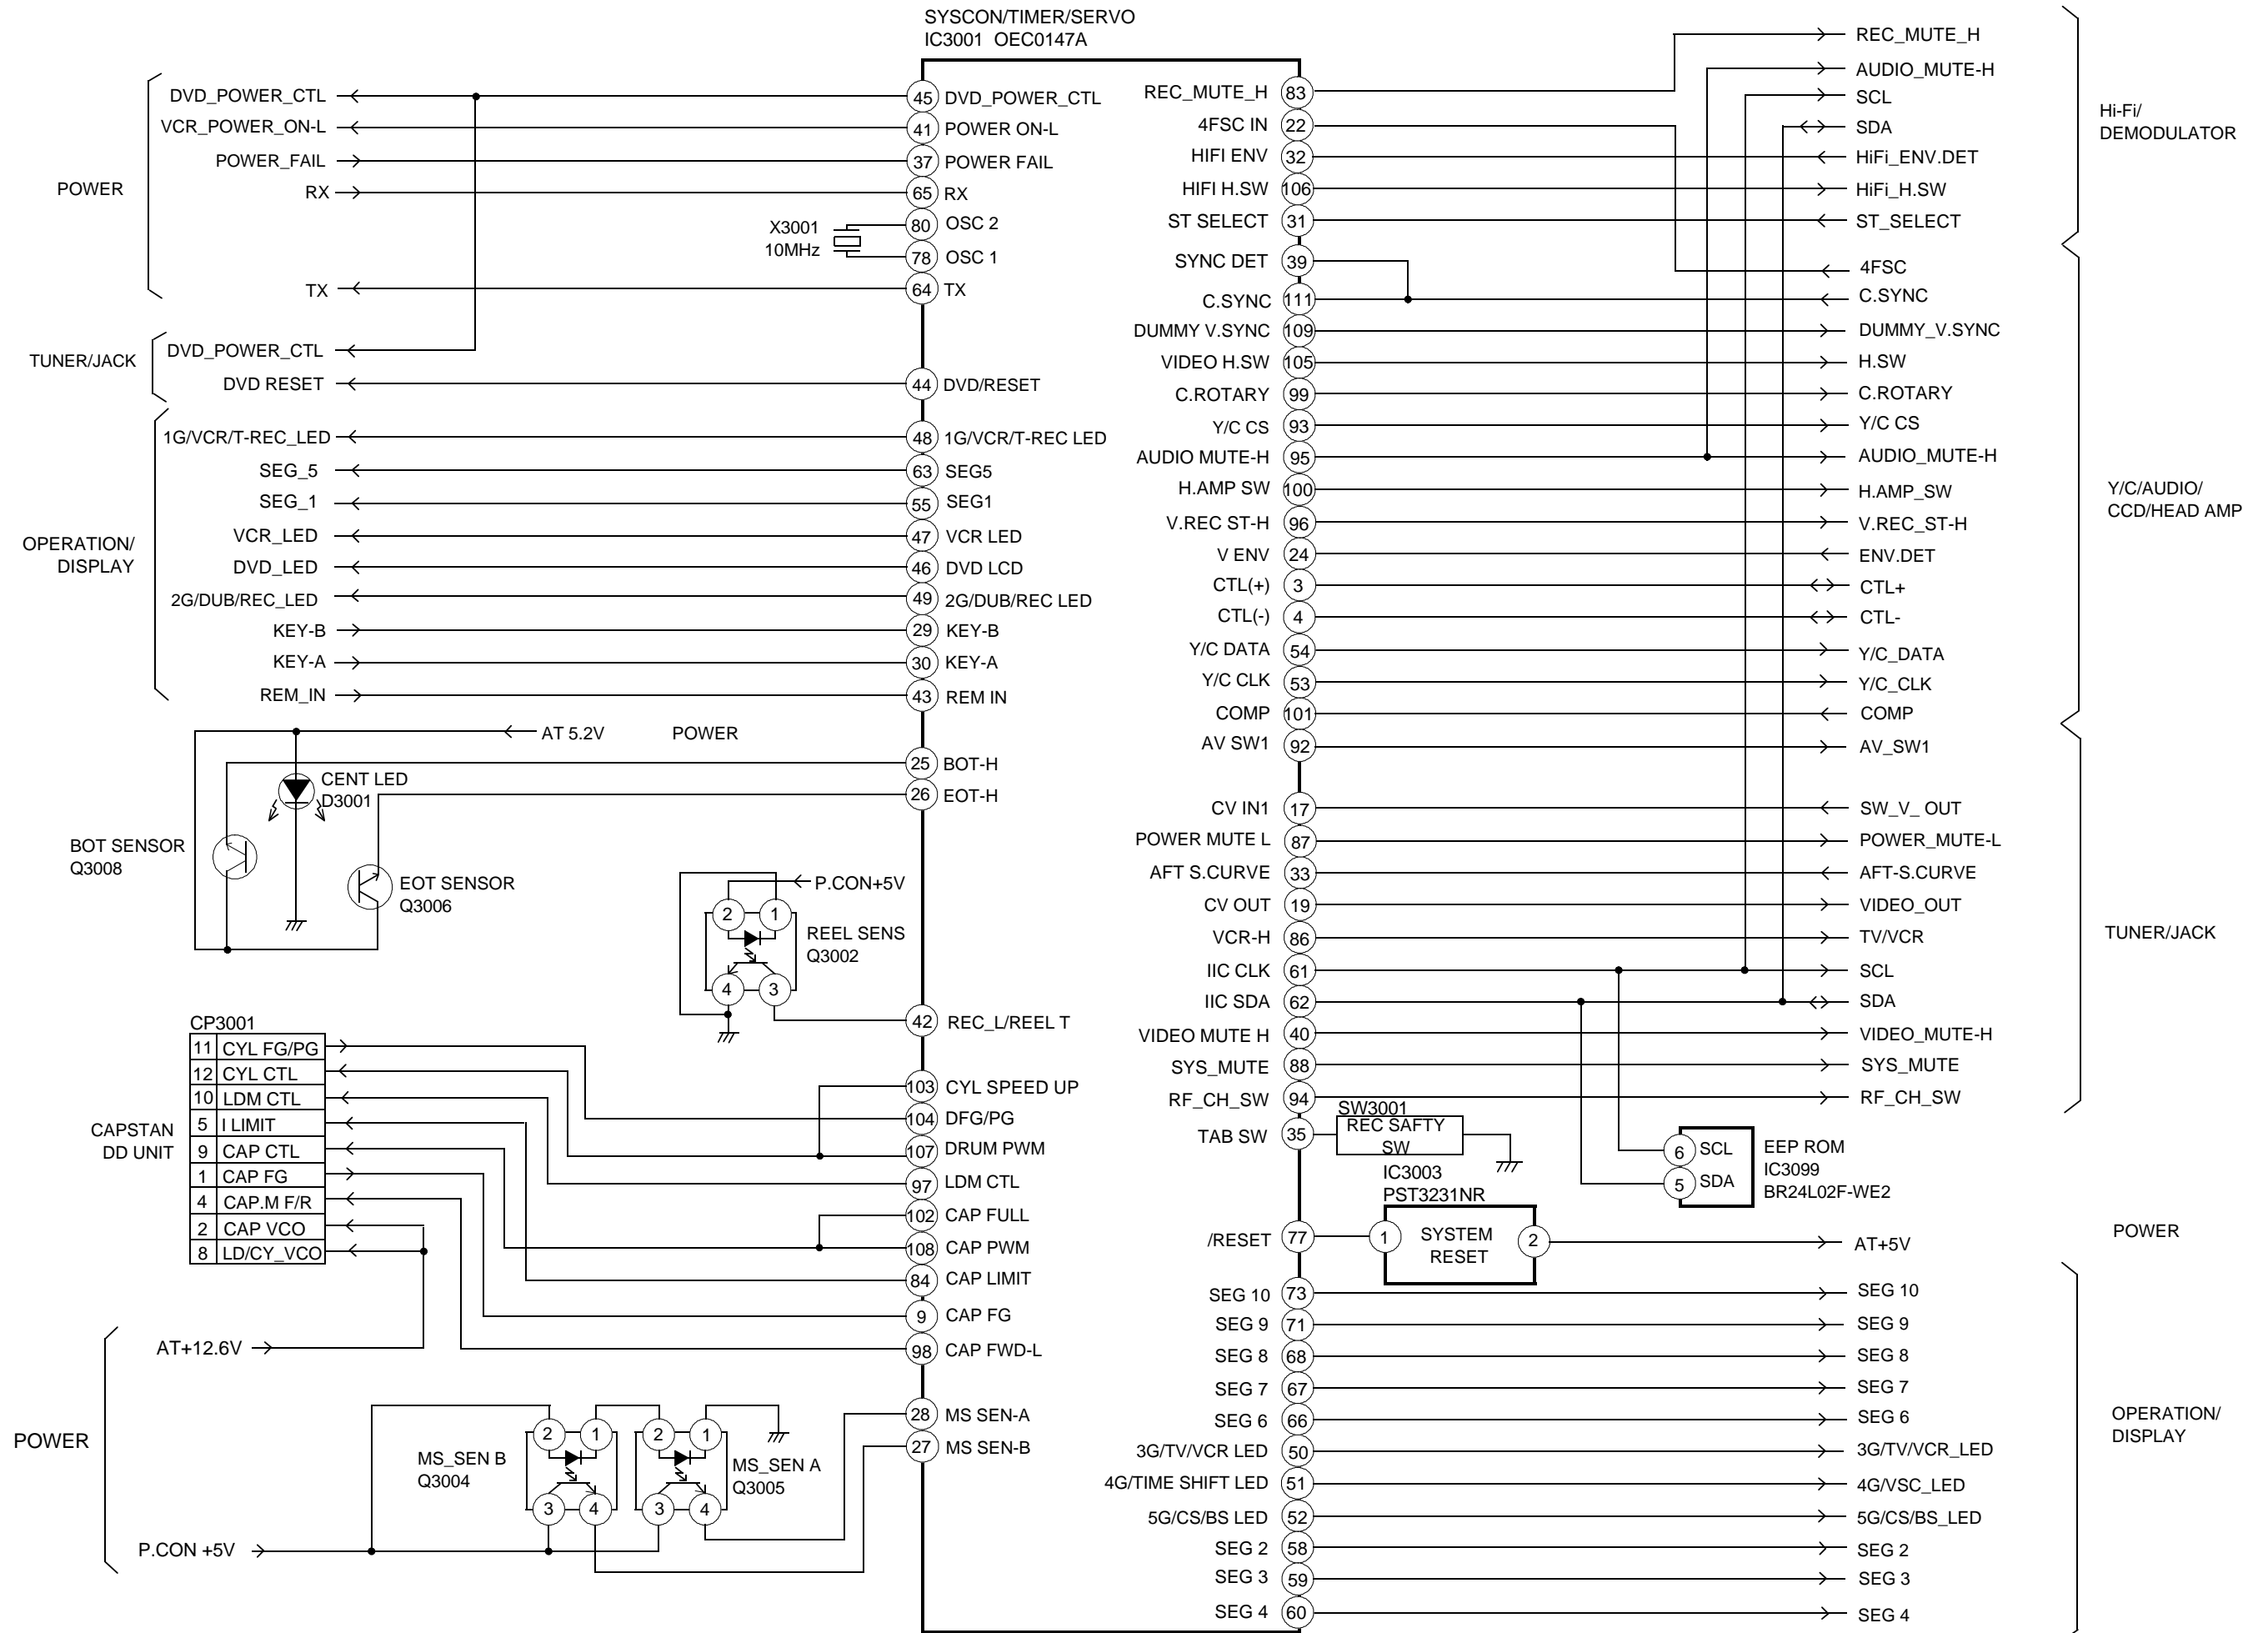 SYSCON/TIMER/SERVO
IC3001 OEC0147A
POWER
DVD_POWER_CTL
VCR_POWER_ON-L
POWER_FAIL
RX
X3001
10MHz
TX
TUNER/JACK
DVD_POWER_CTL
DVD RESET
OPERATION/
DISPLAY
1G/VCR/T-REC_LED
SEG_5
SEG_1
VCR_LED
DVD_LED
2G/DUB/REC_LED
KEY-B
KEY-A
REM_IN
AT 5.2V
POWER
CENT LED
D3001
BOT SENSOR
Q3008
EOT SENSOR
Q3006
P.CON+5V
2
1
REEL SENS
Q3002
4
3
CP3001
CAPSTAN
DD UNIT
11 CYL FG/PG
12 CYL CTL
10 LDM CTL
5 I LIMIT
9 CAP CTL
1 CAP FG
4 CAP.M F/R
2 CAP VCO
8 LD/CY_VCO
POWER
AT+12.6V
P.CON +5V
MS_SEN B
Q3004
2
1
3
4
2
1
3
4
MS_SEN A
Q3005
45 DVD_POWER_CTL
41 POWER ON-L
37 POWER FAIL
65 RX
80 OSC 2
78 OSC 1
64 TX
44 DVD/RESET
48 1G/VCR/T-REC LED
63 SEG5
55 SEG1
47 VCR LED
46 DVD LCD
49 2G/DUB/REC LED
29 KEY-B
30 KEY-A
43 REM IN
25 BOT-H
26 EOT-H
42 REC_L/REEL T
103 CYL SPEED UP
104 DFG/PG
107 DRUM PWM
97 LDM CTL
102 CAP FULL
108 CAP PWM
84 CAP LIMIT
9 CAP FG
98 CAP FWD-L
28 MS SEN-A
27 MS SEN-B
REC_MUTE_H 83
4FSC IN 22
HIFI ENV 32
HIFI H.SW 106
ST SELECT 31
SYNC DET 39
C.SYNC 111
DUMMY V.SYNC 109
VIDEO H.SW 105
C.ROTARY 99
Y/C CS 93
AUDIO MUTE-H 95
H.AMP SW 100
V.REC ST-H 96
V ENV 24
CTL(+) 3
CTL(-) 4
Y/C DATA 54
Y/C CLK 53
COMP 101
AV SW1 92
CV IN1 17
POWER MUTE L 87
AFT S.CURVE 33
CV OUT 19
VCR-H 86
IIC CLK 61
IIC SDA 62
VIDEO MUTE H 40
SYS_MUTE 88
RF_CH_SW 94
TAB SW 35
/RESET 77
SEG 10 73
SEG 9 71
SEG 8 68
SEG 7 67
SEG 6 66
3G/TV/VCR LED 50
4G/TIME SHIFT LED 51
5G/CS/BS LED 52
SEG 2 58
SEG 3 59
SEG 4 60
SW3001
REC SAFTY
SW
IC3003
PST3231NR
1
SYSTEM
RESET
2
6 SCL
5 SDA
EEP ROM
IC3099
BR24L02F-WE2
REC_MUTE_H
AUDIO_MUTE-H
SCL
SDA
HiFi_ENV.DET
HiFi_H.SW
ST_SELECT
Hi-Fi/
DEMODULATOR
4FSC
C.SYNC
DUMMY_V.SYNC
H.SW
C.ROTARY
Y/C CS
AUDIO_MUTE-H
H.AMP_SW
V.REC_ST-H
ENV.DET
CTL+
CTL-
Y/C_DATA
Y/C_CLK
COMP
Y/C/AUDIO/
CCD/HEAD AMP
AV_SW1
SW_V_ OUT
POWER_MUTE-L
AFT-S.CURVE
VIDEO_OUT
TV/VCR
SCL
SDA
VIDEO_MUTE-H
SYS_MUTE
RF_CH_SW
TUNER/JACK
AT+5V
POWER
SEG 10
SEG 9
SEG 8
SEG 7
SEG 6
3G/TV/VCR_LED
4G/VSC_LED
5G/CS/BS_LED
SEG 2
SEG 3
SEG 4
OPERATION/
DISPLAY